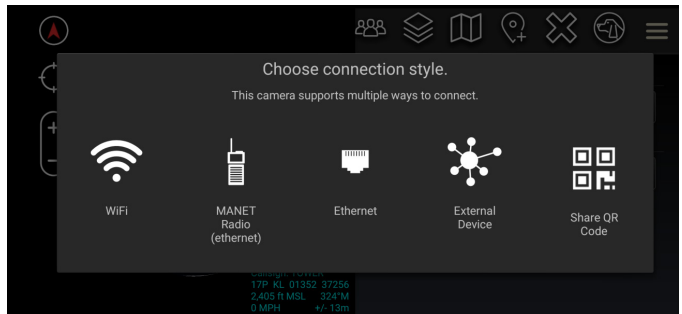 Choose connection style.
This camera supports multiple ways to connect.
WiFi
MANET
Radio
(ethernet)
Ethernet
External
Device
Share QR
Code
Callsign: TOWER
17P KL 01352 37256
2,405 ft MSL 324°M
0 MPH +/- 13m